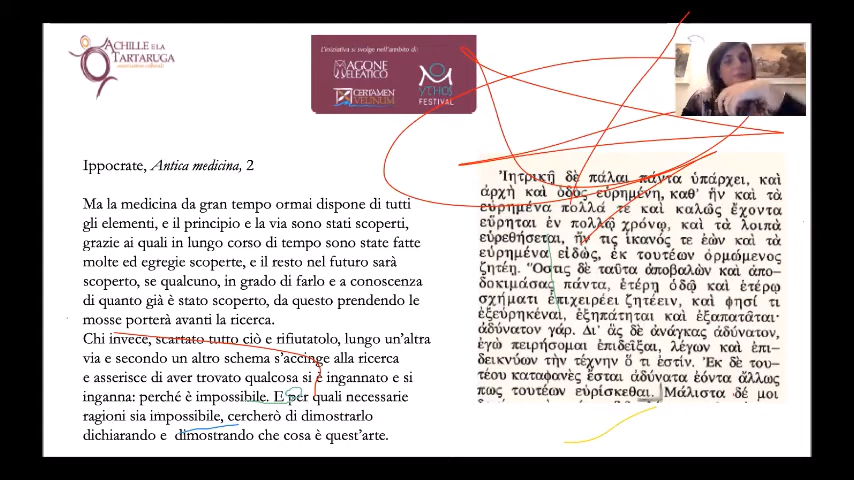 ACHILLE E LA
TARTARUGA
L'iniziativa si svolge nell'ambito di:
AGONE
ELEATICO
CERTAMEN
VELINUM
MYTHOS
FESTIVAL
Ippocrate, Antica medicina, 2
Ma la medicina da gran tempo ormai dispone di tutti
gli elementi, e il principio e la via sono stati scoperti,
grazie ai quali in lungo corso di tempo sono state fatte
molte ed egregie scoperte, e il resto nel futuro sarà
scoperto, se qualcuno, in grado di farlo e a conoscenza
di quanto già è stato scoperto, da questo prendendo le
mosse porterà avanti la ricerca.
Chi invece, scartato tutto ciò e rifiutatolo, lungo un'altra
via e secondo un altro schema s'accinge alla ricerca
e asserisce di aver trovato qualcosa si è ingannato e si
inganna: perché è impossibile. E per quali necessarie
ragioni sia impossibile, cercherò di dimostrarlo
dichiarando e dimostrando che cosa è quest'arte.
Ἰητρικῇ δὲ πάλαι πάντα ὑπάρχει, καὶ
ἀρχὴ καὶ ὁδὸς εὑρημένη, καθ' ἣν καὶ τὰ
εὑρημένα πολλά τε καὶ καλῶς ἔχοντα
εὕρηται ἐν πολλῷ χρόνῳ, καὶ τὰ λοιπὰ
εὑρεθήσεται, ἤν τις ἱκανός τε ἐὼν καὶ τὰ
εὑρημένα εἰδὼς, ἐκ τουτέων ὁρμώμενος
ζητέῃ. Ὅστις δὲ ταῦτα ἀποβαλὼν καὶ ἀπο-
δοκιμάσας πάντα, ἑτέρῃ ὁδῷ καὶ ἑτέρῳ
σχήματι ἐπιχειρέει ζητέειν, καὶ φησί τι
ἐξευρηκέναι, ἐξηπάτηται καὶ ἐξαπατᾶται·
ἀδύνατον γάρ. Δι' ἃς δὲ ἀνάγκας ἀδύνατον,
ἐγὼ πειρήσομαι ἐπιδεῖξαι, λέγων καὶ ἐπι-
δεικνύων τὴν τέχνην ὅ τι ἐστίν. Ἐκ δὲ του-
τέου καταφανὲς ἔσται ἀδύνατα ἐόντα ἄλλως
πως τουτέων εὑρίσκεσθαι. Μάλιστα δέ μοι